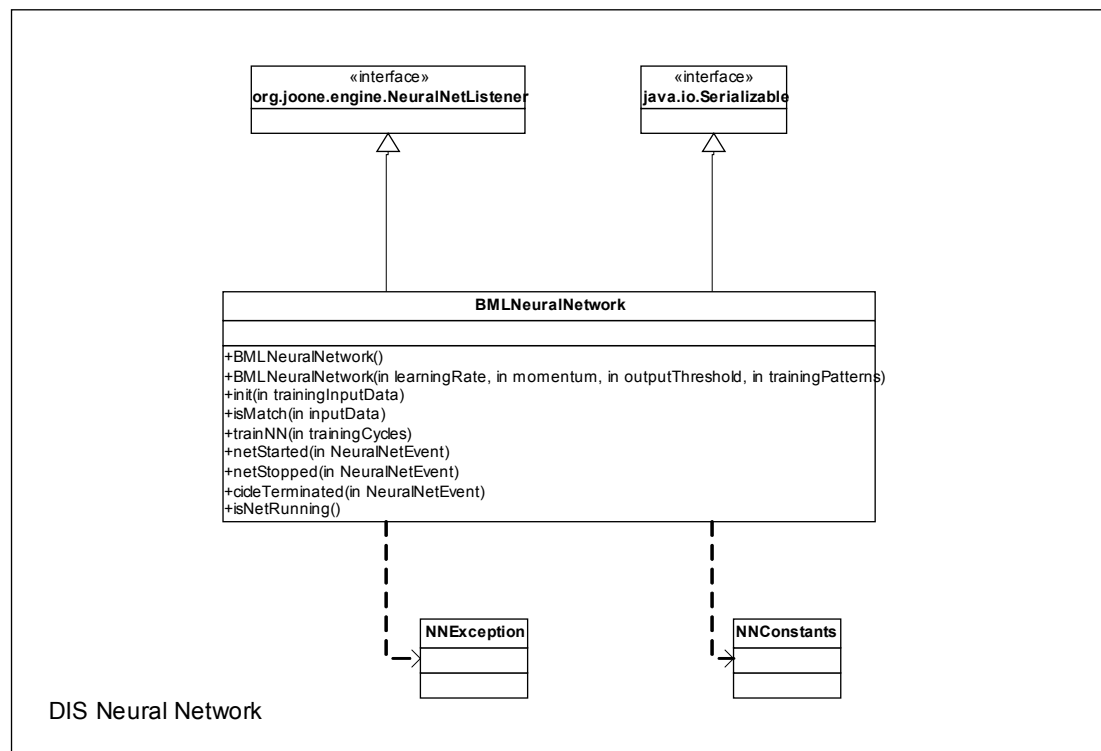 «interface»
org.joone.engine.NeuralNetListener
«interface»
java.io.Serializable
BMLNeuralNetwork
+BMLNeuralNetwork()
+BMLNeuralNetwork(in learningRate, in momentum, in outputThreshold, in trainingPatterns)
+init(in trainingInputData)
+isMatch(in inputData)
+trainNN(in trainingCycles)
+netStarted(in NeuralNetEvent)
+netStopped(in NeuralNetEvent)
+cicleTerminated(in NeuralNetEvent)
+isNetRunning()
NNException
NNConstants
DIS Neural Network